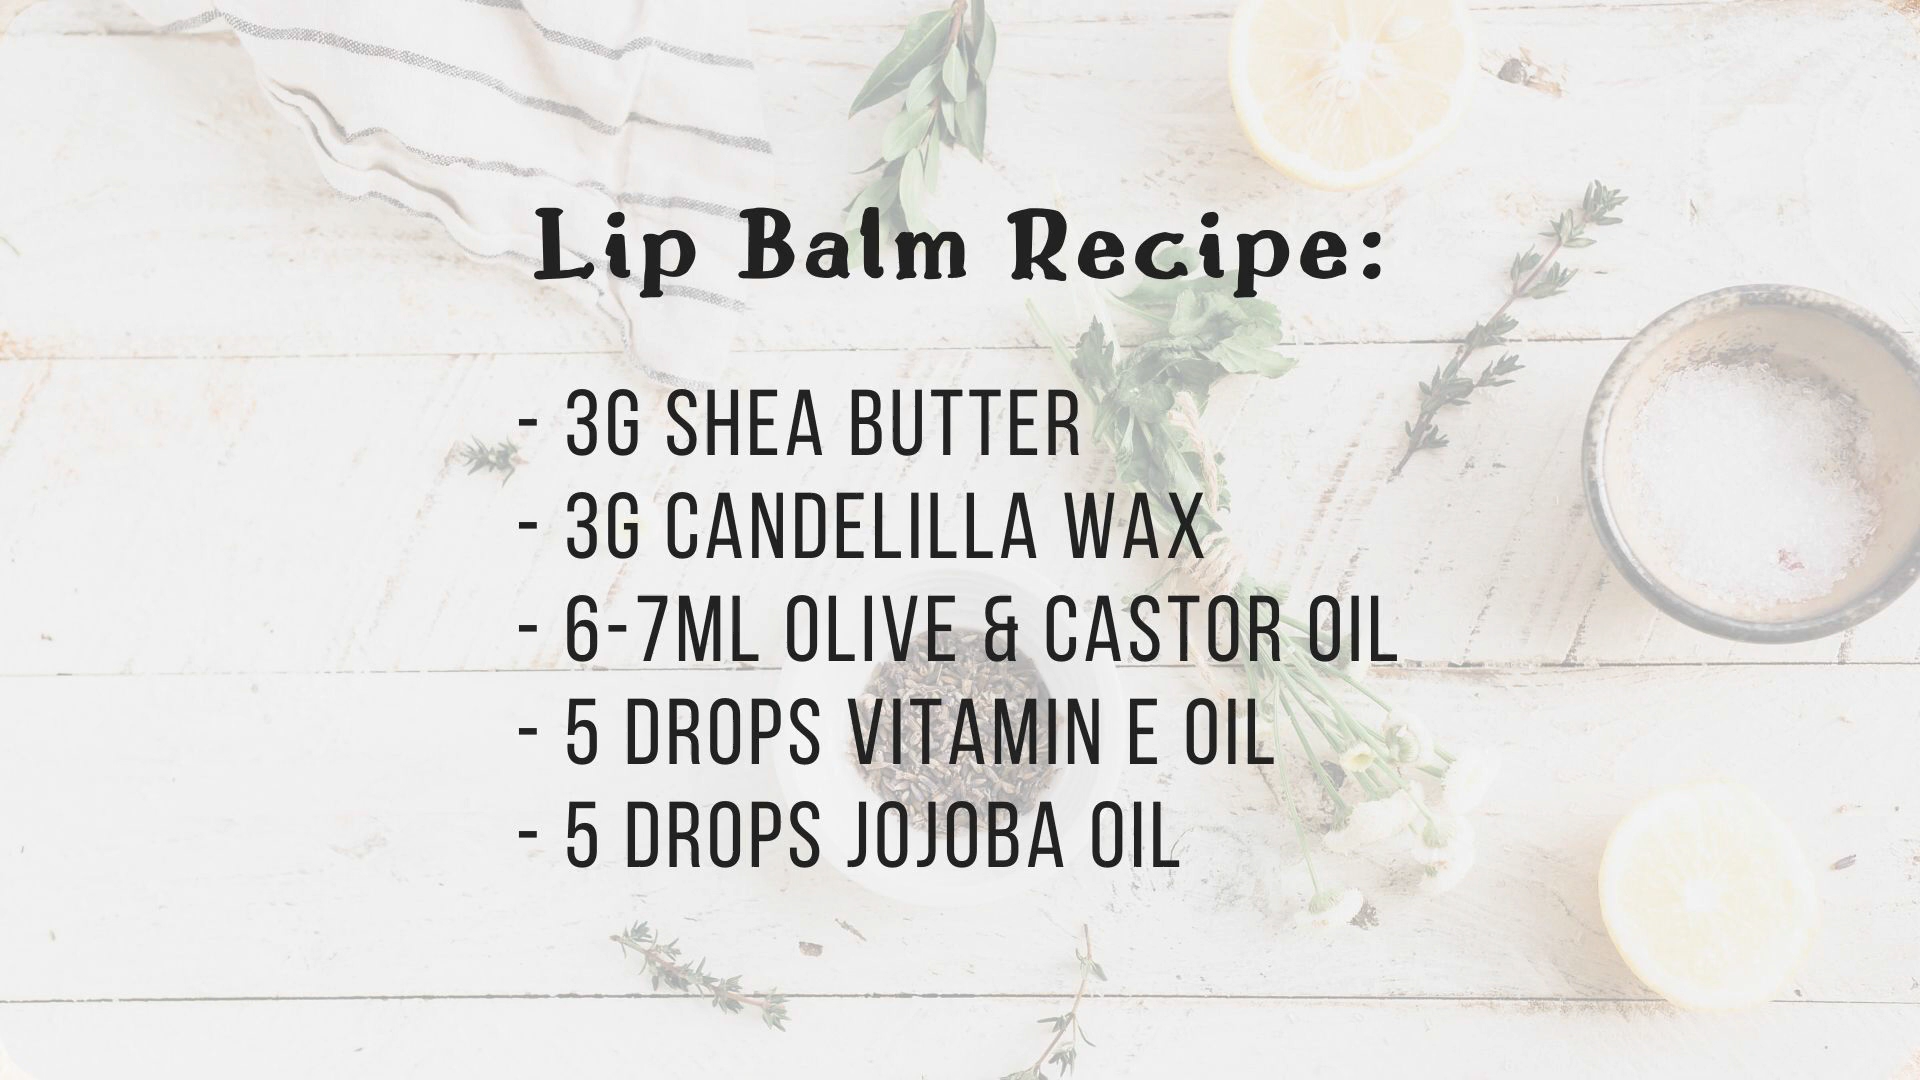 Lip Balm Recipe:
- 3G SHEA BUTTER
- 3G CANDELILLA WAX
- 6-7ML OLIVE & CASTOR OIL
- 5 DROPS VITAMIN E OIL
- 5 DROPS JOJOBA OIL